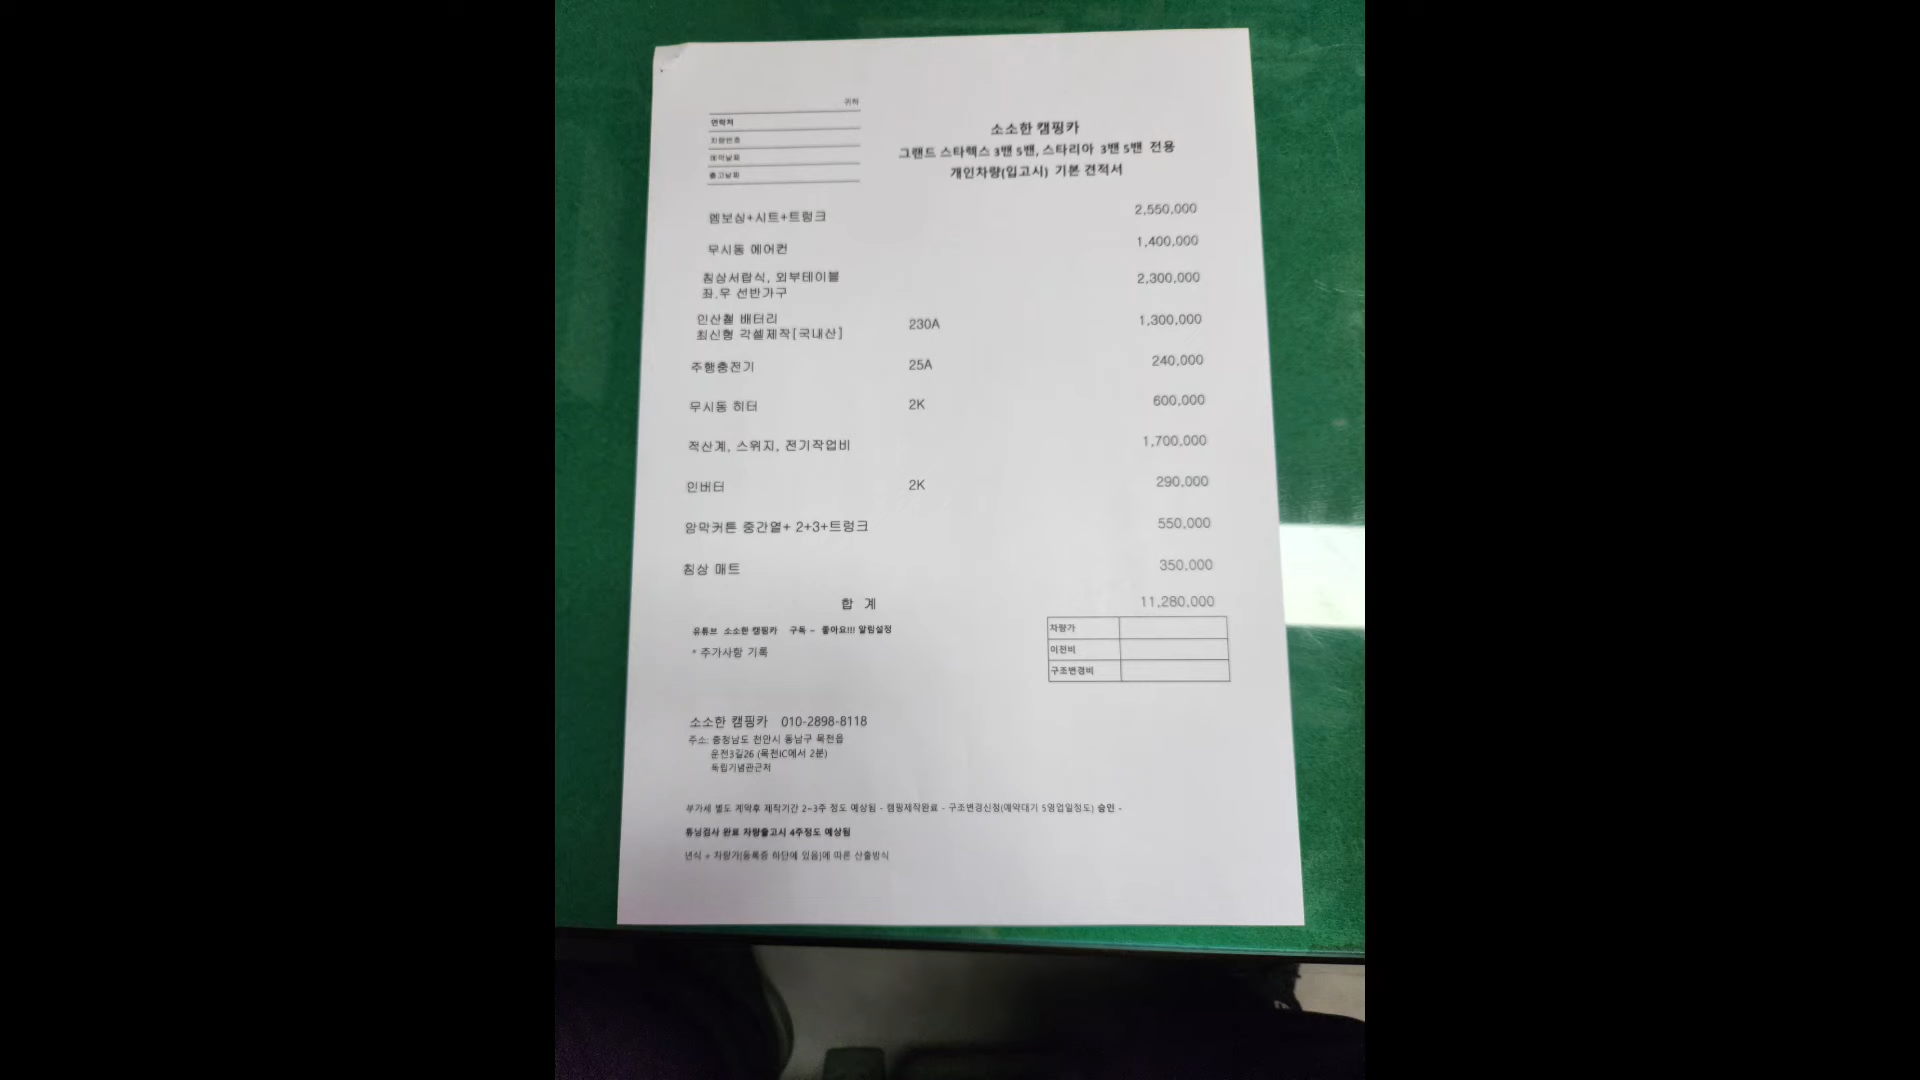 귀하
연락처
차량번호
예약날짜
출고날짜
소소한 캠핑카
그랜드 스타렉스 3밴 5밴, 스타리아 3밴 5밴 전용
개인차량(입고시) 기본 견적서
엠보싱+시트+트렁크 2,550,000
무시동 에어컨 1,400,000
침상서랍식, 외부테이블
좌.우 선반가구 2,300,000
인산철 배터리
최신형 각셀제작[국내산] 230A 1,300,000
주행충전기 25A 240,000
무시동 히터 2K 600,000
적산계, 스위치, 전기작업비 1,700,000
인버터 2K 290,000
암막커튼 중간열+ 2+3+트렁크 550,000
침상 매트 350,000
합 계 11,280,000
유튜브 소소한 캠핑카 구독 - 좋아요!!! 알림설정
* 추가사항 기록
차량가
이전비
구조변경비
소소한 캠핑카 010-2898-8118
주소: 충청남도 천안시 동남구 목천읍
운전3길26 (목천IC에서 2분)
독립기념관근처
부가세 별도 계약후 제작기간 2~3주 정도 예상됨 - 캠핑제작완료 - 구조변경신청(예약대기 5영업일정도) 승인 -
튜닝검사 완료 차량출고시 4주정도 예상됨
년식 + 차량가(등록증 하단에 있음)에 따른 산출방식